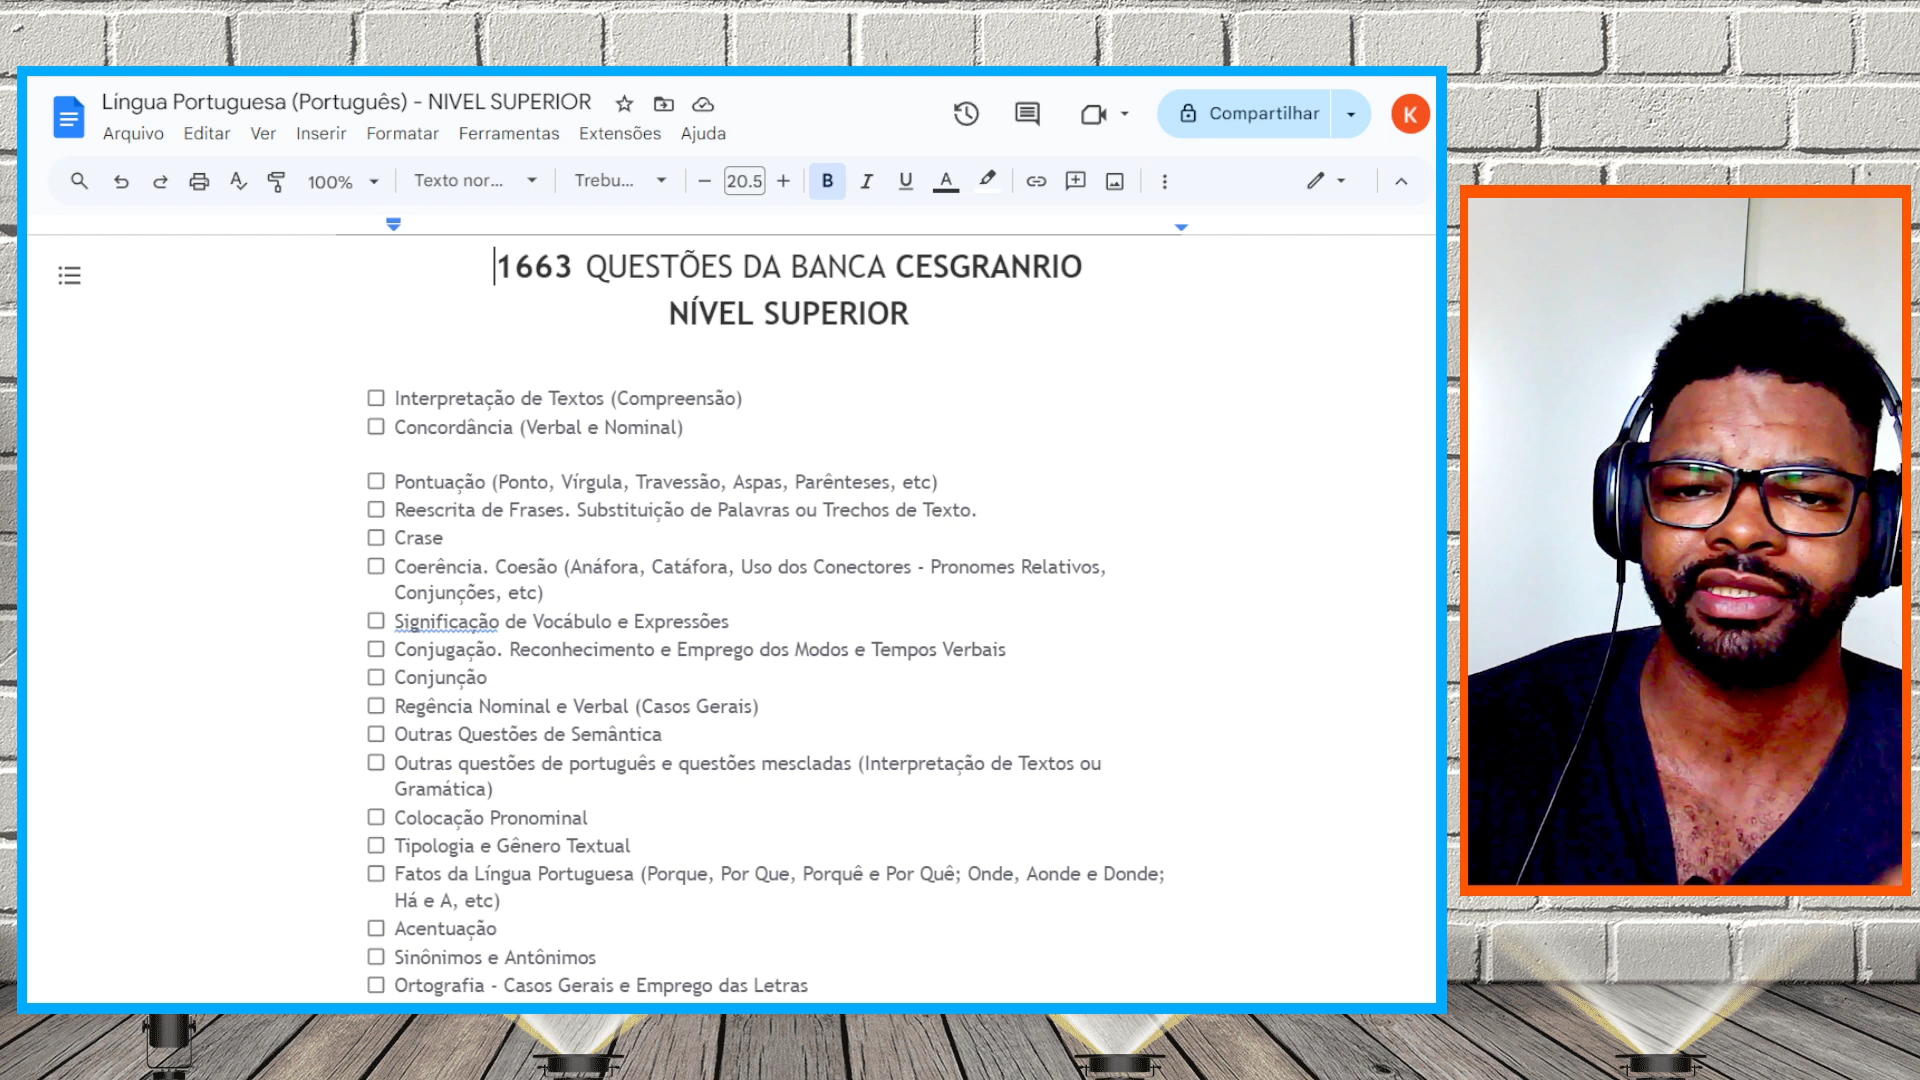 Língua Portuguesa (Português) - NIVEL SUPERIOR
Arquivo Editar Ver Inserir Formatar Ferramentas Extensões Ajuda
Compartilhar
K
100% Texto nor... Trebu... 20.5 B I U A
1663 QUESTÕES DA BANCA CESGRANRIO
NÍVEL SUPERIOR
Interpretação de Textos (Compreensão)
Concordância (Verbal e Nominal)
Pontuação (Ponto, Vírgula, Travessão, Aspas, Parênteses, etc)
Reescrita de Frases. Substituição de Palavras ou Trechos de Texto.
Crase
Coerência. Coesão (Anáfora, Catáfora, Uso dos Conectores - Pronomes Relativos,
Conjunções, etc)
Significação de Vocábulo e Expressões
Conjugação. Reconhecimento e Emprego dos Modos e Tempos Verbais
Conjunção
Regência Nominal e Verbal (Casos Gerais)
Outras Questões de Semântica
Outras questões de português e questões mescladas (Interpretação de Textos ou
Gramática)
Colocação Pronominal
Tipologia e Gênero Textual
Fatos da Língua Portuguesa (Porque, Por Que, Porquê e Por Quê; Onde, Aonde e Donde;
Há e A, etc)
Acentuação
Sinônimos e Antônimos
Ortografia - Casos Gerais e Emprego das Letras